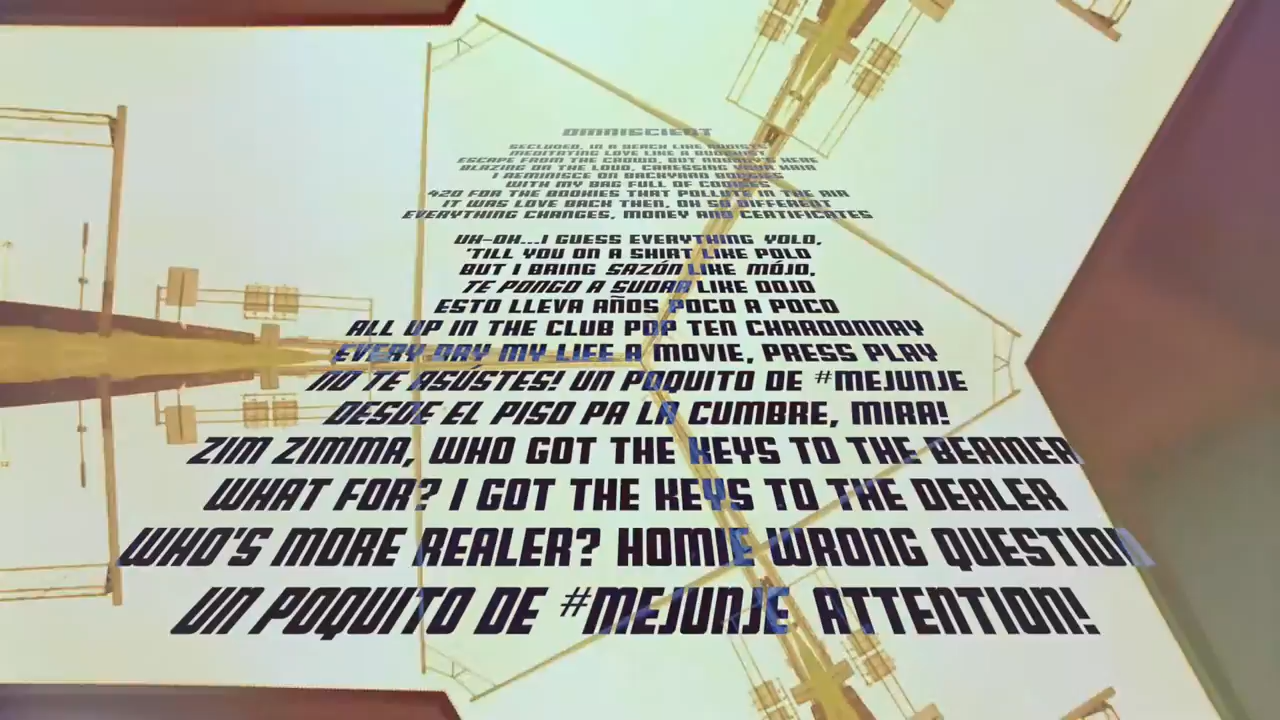 OMNISCIENT
SECLUDED, IN A BEACH LIKE NUDISTS
MEDITATING LOVE LIKE A BUDDHIST
ESCAPE FROM THE CROWD, BUT NOBODY'S HERE
BLAZING ON THE LOUD, CARESSING YOUR HAIR
I REMINISCE ON BACKYARD BOOGIES
WITH MY BAG FULL OF COOKIES
420 FOR THE ROOKIES THAT POLLUTE IN THE AIR
IT WAS LOVE BACK THEN, OH SO DIFFERENT
EVERYTHING CHANGES, MONEY AND CERTIFICATES
UH-OH...I GUESS EVERYTHING YOLO,
'TILL YOU ON A SHIRT LIKE POLO
BUT I BRING SAZÓN LIKE MÓJO,
TE PONGO A SUDAR LIKE DOJO
ESTO LLEVA AÑOS POCO A POCO
ALL UP IN THE CLUB POP TEN CHARDONNAY
EVERY DAY MY LIFE A MOVIE, PRESS PLAY
NO TE ASÚSTES! UN POQUITO DE #MEJUNJE
DESDE EL PISO PA LA CUMBRE, MIRA!
ZIM ZIMMA, WHO GOT THE KEYS TO THE BEAMER
WHAT FOR? I GOT THE KEYS TO THE DEALER
WHO'S MORE REALER? HOMIE WRONG QUESTION
UN POQUITO DE #MEJUNJE ATTENTION!